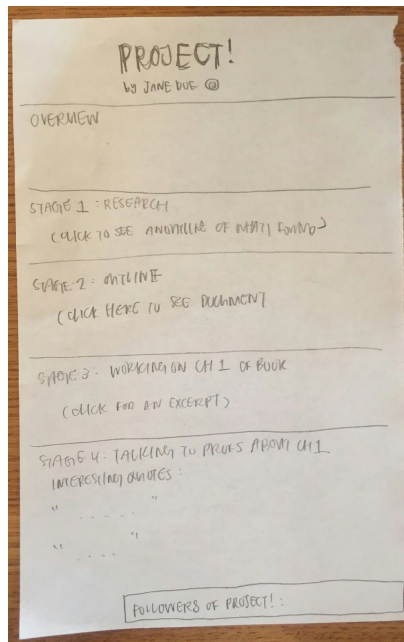 PROJECT!
by JANE DUE @
OVERVIEW
STAGE 1: RESEARCH
(CLICK TO SEE AN OUTLINE OF WHAT I FOUND)
STAGE 2: OUTLINE
(CLICK HERE TO SEE DOCUMENT)
STAGE 3: WORKING ON CH 1 OF BOOK
(CLICK FOR AN EXCERPT)
STAGE 4: TALKING TO PROFS ABOUT CH 1
INTERESTING QUOTES:
" ..... "
" .... "
FOLLOWERS OF PROJECT!: